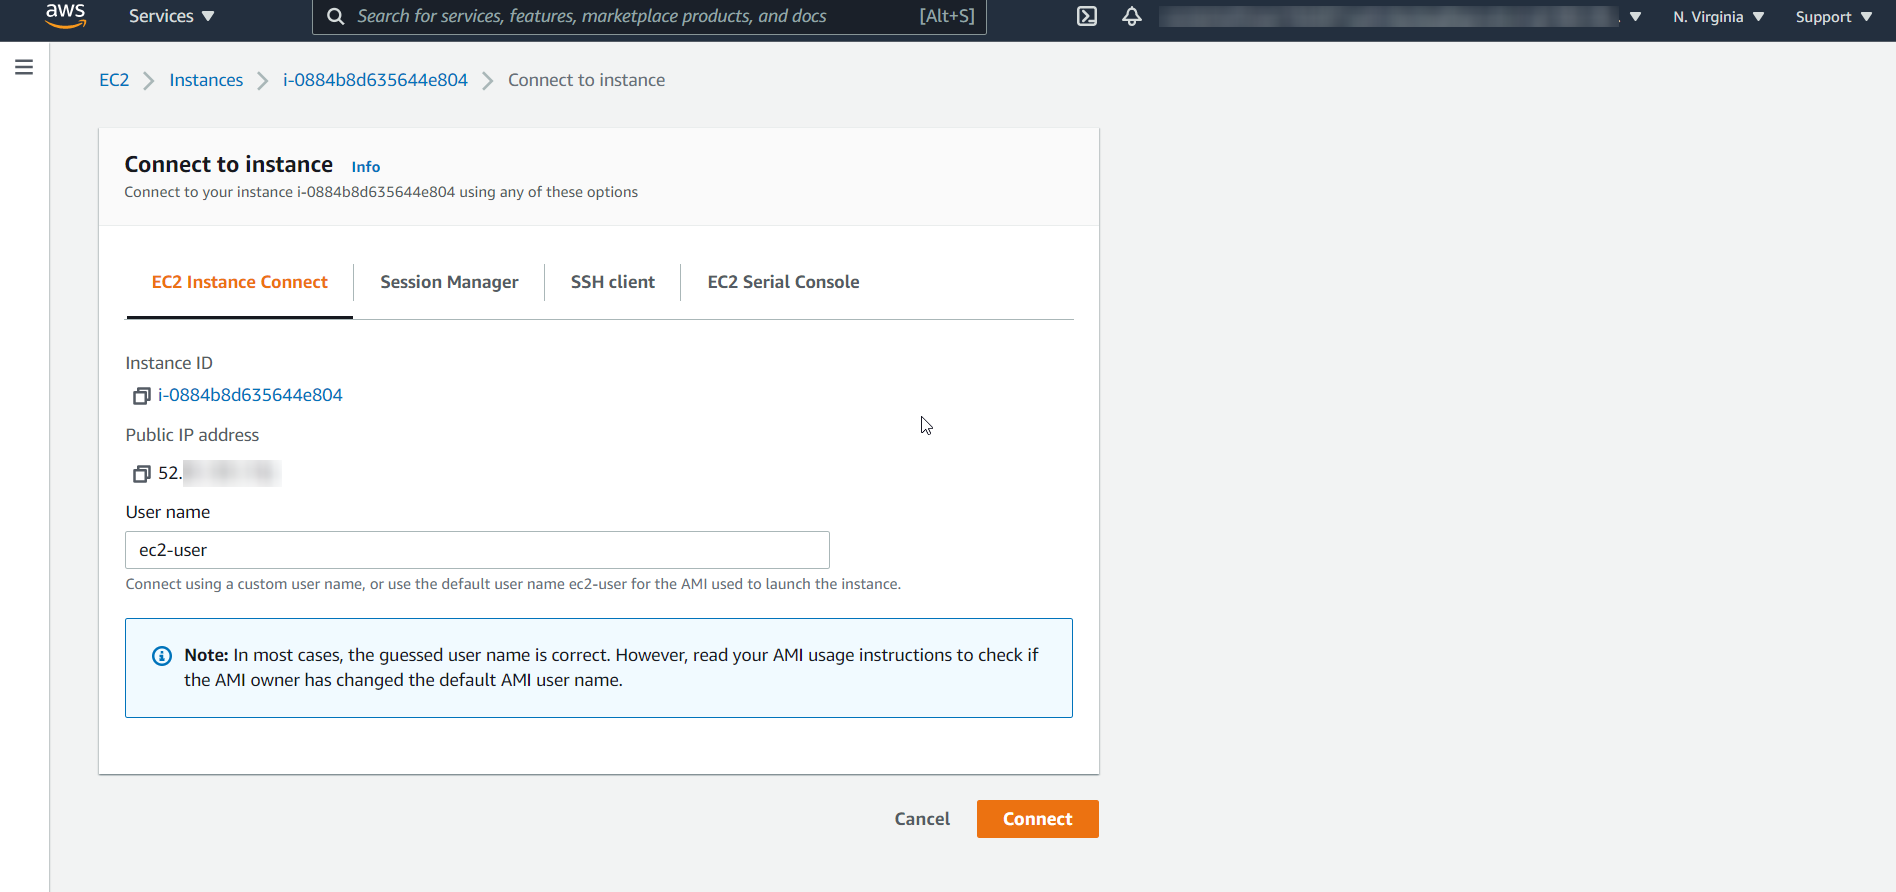 aws
Services
Search for services, features, marketplace products, and docs
[Alt+S]
N. Virginia
Support
EC2
Instances
i-0884b8d635644e804
Connect to instance
Connect to instance
Info
Connect to your instance i-0884b8d635644e804 using any of these options
EC2 Instance Connect
Session Manager
SSH client
EC2 Serial Console
Instance ID
i-0884b8d635644e804
Public IP address
52.
User name
ec2-user
Connect using a custom user name, or use the default user name ec2-user for the AMI used to launch the instance.
Note: In most cases, the guessed user name is correct. However, read your AMI usage instructions to check if
the AMI owner has changed the default AMI user name.
Cancel
Connect